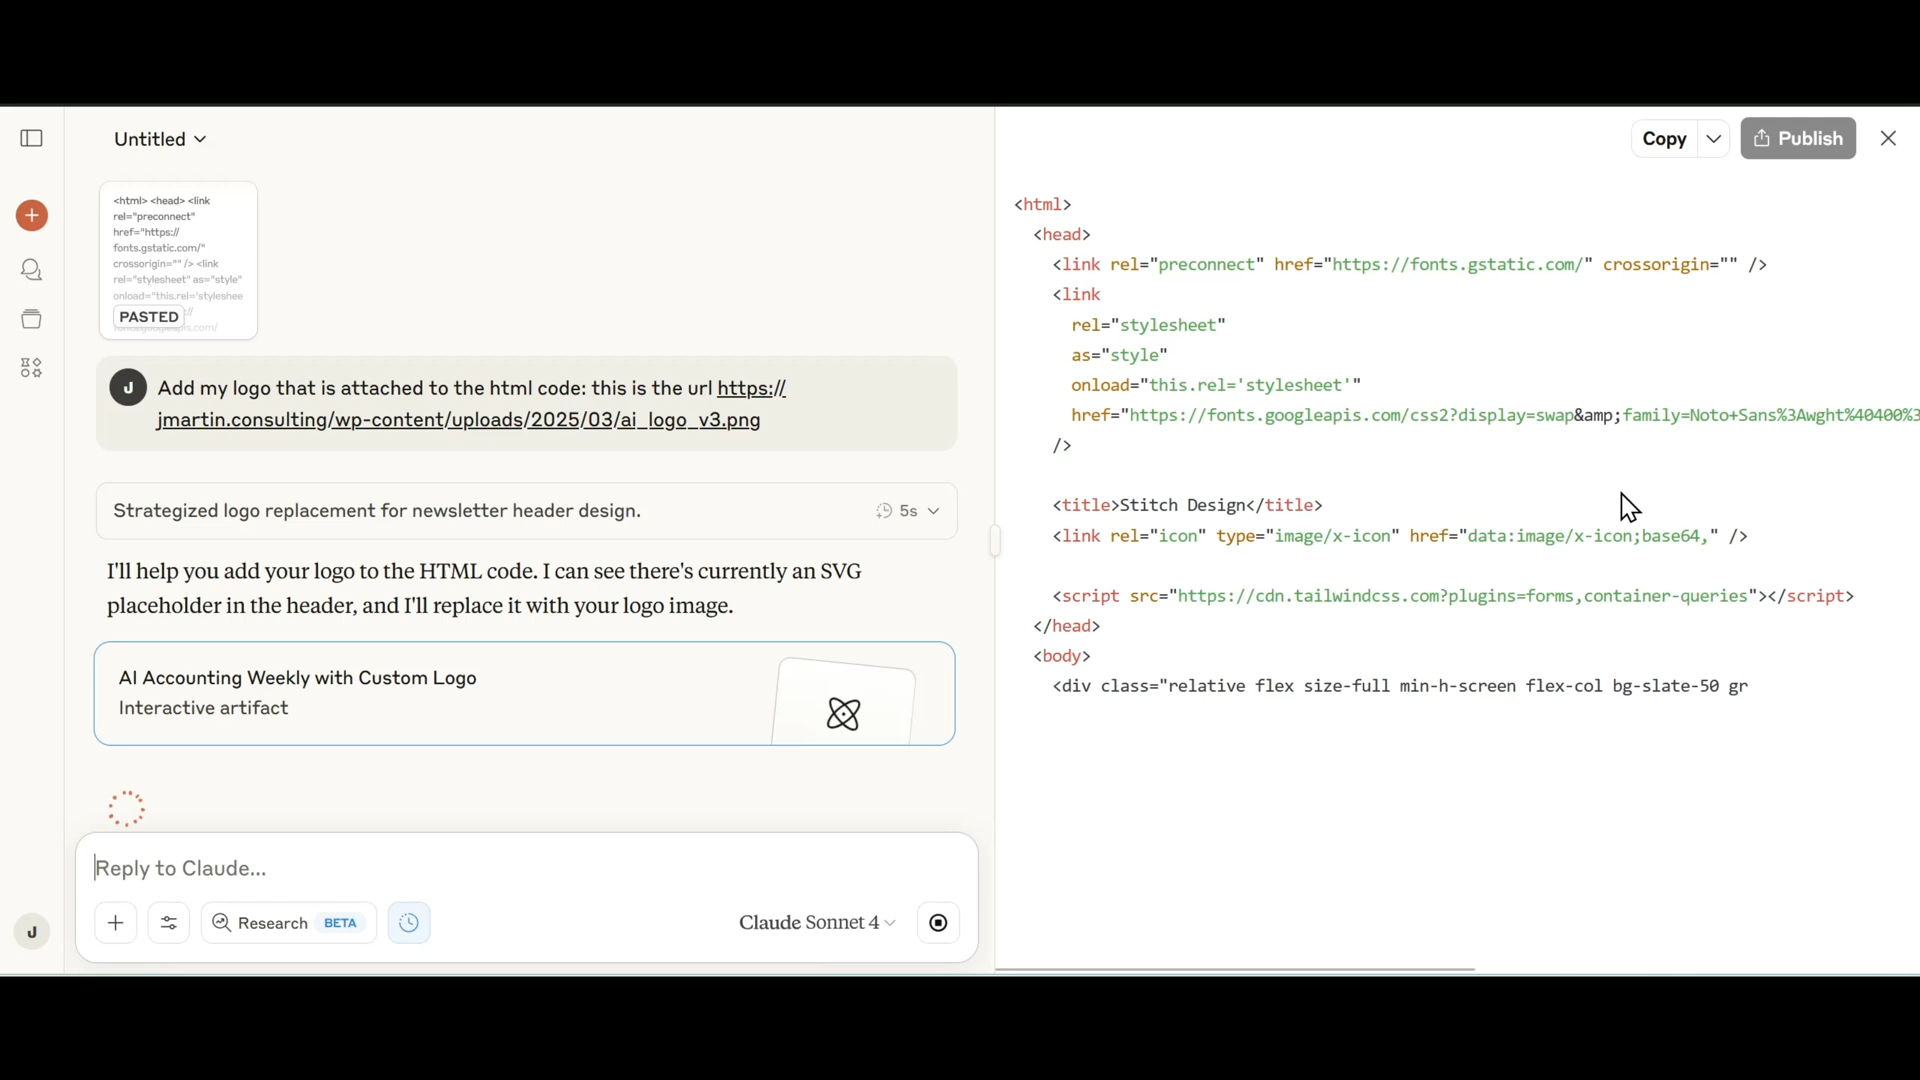 Untitled
<html> <head> <link
rel="preconnect"
href="https://
fonts.gstatic.com/"
crossorigin="" /> <link
rel="stylesheet" as="style"
onload="this.rel='styleshee
PASTED
J
Add my logo that is attached to the html code: this is the url https://
jmartin.consulting/wp-content/uploads/2025/03/ai_logo_v3.png
Strategized logo replacement for newsletter header design.
5s
I'll help you add your logo to the HTML code. I can see there's currently an SVG
placeholder in the header, and I'll replace it with your logo image.
AI Accounting Weekly with Custom Logo
Interactive artifact
Reply to Claude...
Research BETA
Claude Sonnet 4
J
Copy
Publish
<html>
<head>
<link rel="preconnect" href="https://fonts.gstatic.com/" crossorigin="" />
<link
rel="stylesheet"
as="style"
onload="this.rel='stylesheet'"
href="https://fonts.googleapis.com/css2?display=swap&amp;family=Noto+Sans%3Awght%40400%3
/>
<title>Stitch Design</title>
<link rel="icon" type="image/x-icon" href="data:image/x-icon;base64," />
<script src="https://cdn.tailwindcss.com?plugins=forms,container-queries"></script>
</head>
<body>
<div class="relative flex size-full min-h-screen flex-col bg-slate-50 gr